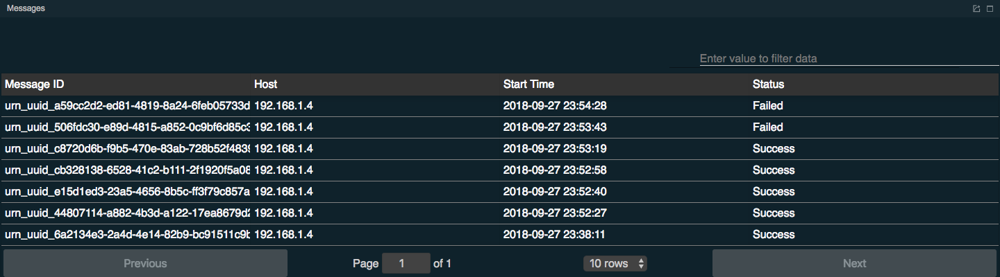 Messages
Enter value to filter data
Message ID Host Start Time Status
urn_uuid_a59cc2d2-ed81-4819-8a24-6feb05733d 192.168.1.4 2018-09-27 23:54:28 Failed
urn_uuid_506fdc30-e89d-4815-a852-0c9bf6d85c3 192.168.1.4 2018-09-27 23:53:43 Failed
urn_uuid_c8720d6b-f9b5-470e-83ab-728b52f4839 192.168.1.4 2018-09-27 23:53:19 Success
urn_uuid_cb328138-6528-41c2-b111-2f1920f5a08 192.168.1.4 2018-09-27 23:52:58 Success
urn_uuid_e15d1ed3-23a5-4656-8b5c-ff3f79c857a 192.168.1.4 2018-09-27 23:52:40 Success
urn_uuid_44807114-a882-4b3d-a122-17ea8679d2 192.168.1.4 2018-09-27 23:52:27 Success
urn_uuid_6a2134e3-2a4d-4e14-82b9-bc91511c9b 192.168.1.4 2018-09-27 23:38:11 Success
Previous Page 1 of 1 10 rows Next